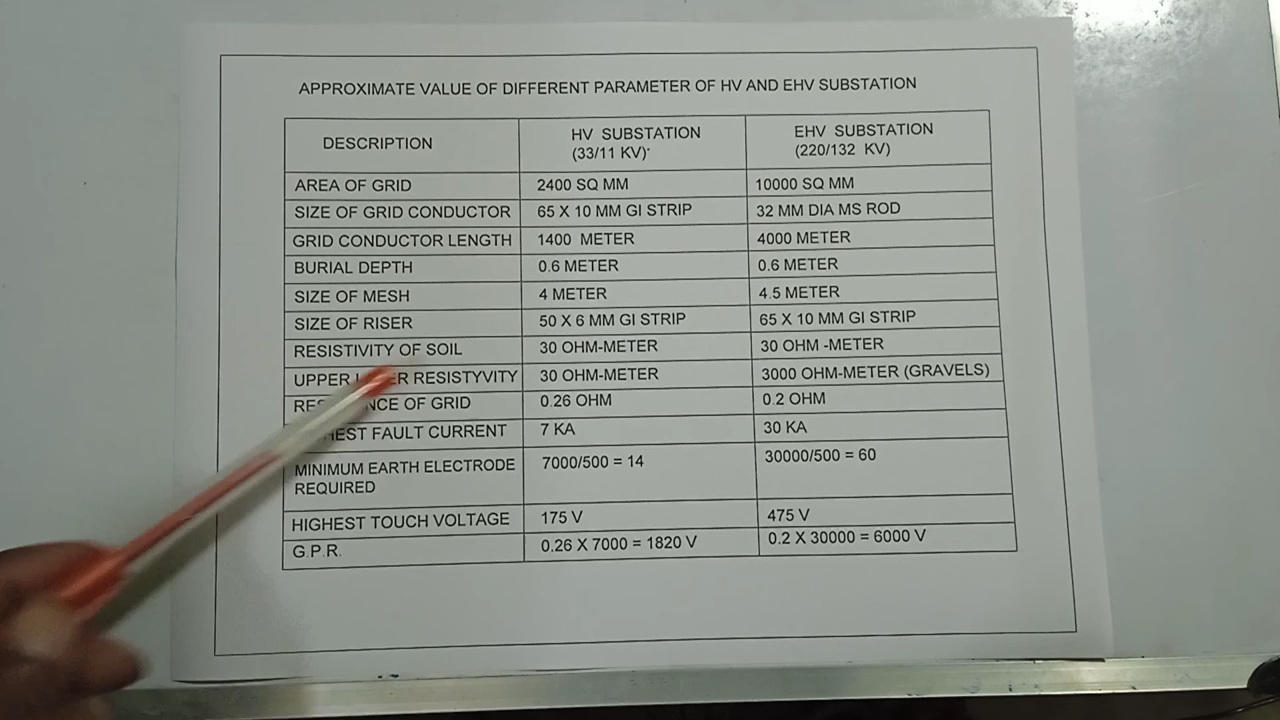 APPROXIMATE VALUE OF DIFFERENT PARAMETER OF HV AND EHV SUBSTATION
DESCRIPTION HV SUBSTATION (33/11 KV)* EHV SUBSTATION (220/132 KV)
AREA OF GRID 2400 SQ MM 10000 SQ MM
SIZE OF GRID CONDUCTOR 65 X 10 MM GI STRIP 32 MM DIA MS ROD
GRID CONDUCTOR LENGTH 1400 METER 4000 METER
BURIAL DEPTH 0.6 METER 0.6 METER
SIZE OF MESH 4 METER 4.5 METER
SIZE OF RISER 50 X 6 MM GI STRIP 65 X 10 MM GI STRIP
RESISTIVITY OF SOIL 30 OHM-METER 30 OHM -METER
UPPER RESISTYVITY 30 OHM-METER 3000 OHM-METER (GRAVELS)
OF GRID 0.26 OHM 0.2 OHM
FAULT CURRENT 7 KA 30 KA
MINIMUM EARTH ELECTRODE REQUIRED 7000/500 = 14 30000/500 = 60
HIGHEST TOUCH VOLTAGE 175 V 475 V
G.P.R. 0.26 X 7000 = 1820 V 0.2 X 30000 = 6000 V